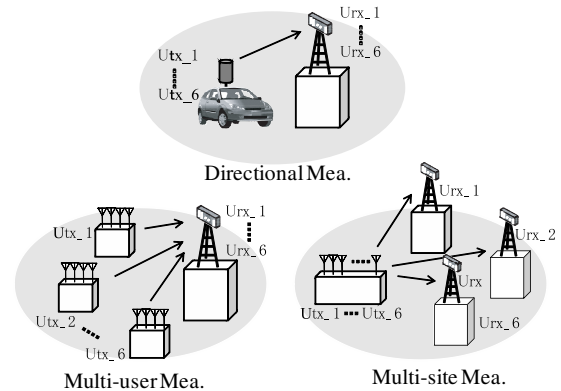 Urx_1
Urx_6
Utx_1
Utx_6
Directional Mea.
Utx_1
Utx_2
Utx_6
Urx_1
Urx_6
Multi-user Mea.
Urx_1
Urx_2
Urx
Urx_6
Utx_1 Utx_6
Multi-site Mea.